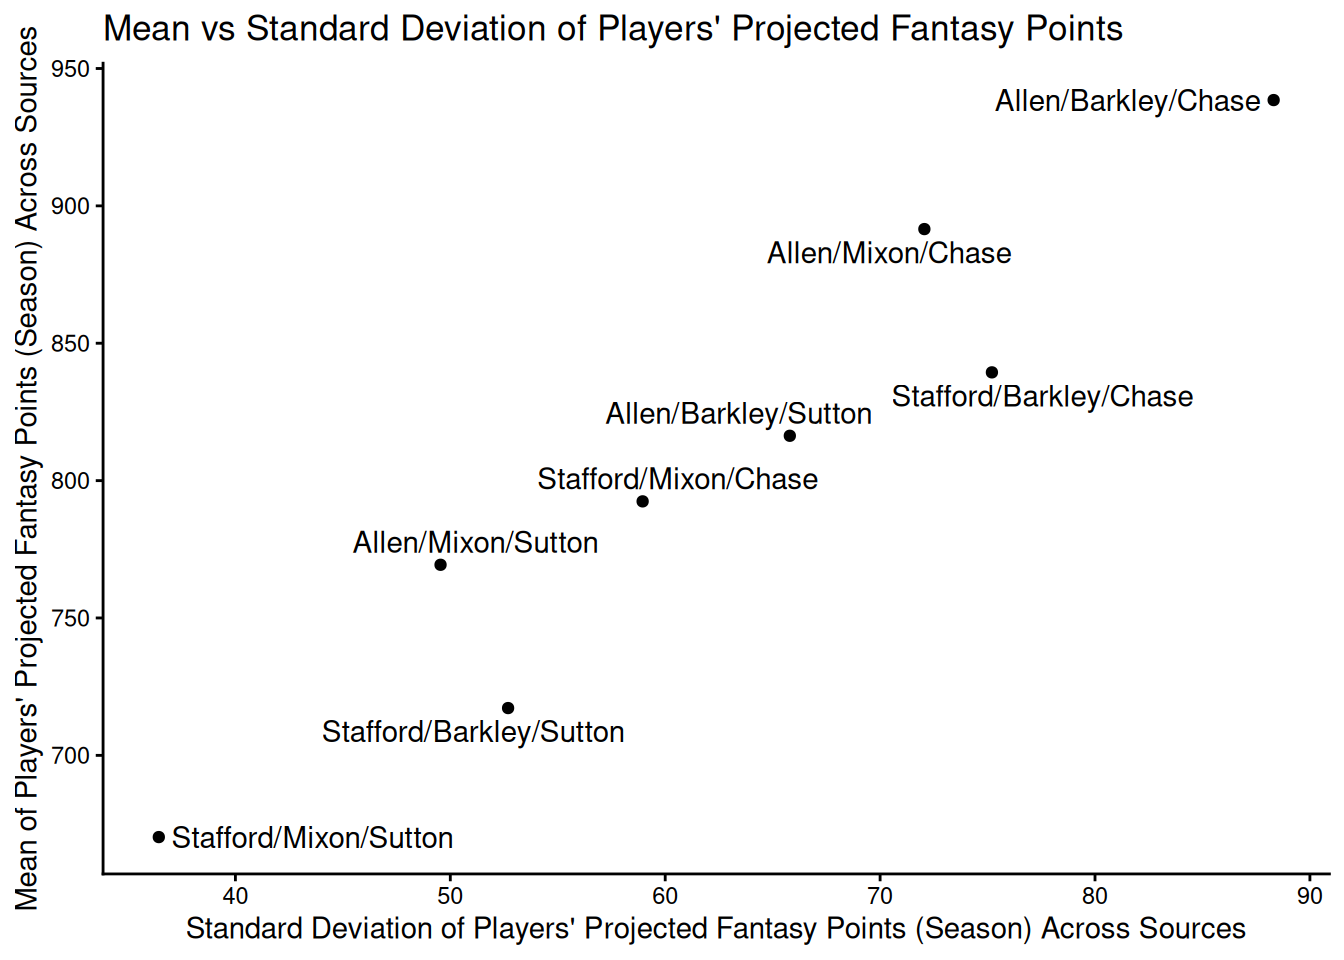 Mean vs Standard Deviation of Players' Projected Fantasy Points
Mean of Players' Projected Fantasy Points (Season) Across Sources
950
900
850
800
750
700
Allen/Barkley/Chase
Allen/Mixon/Chase
Stafford/Barkley/Chase
Allen/Barkley/Sutton
Stafford/Mixon/Chase
Allen/Mixon/Sutton
Stafford/Barkley/Sutton
Stafford/Mixon/Sutton
40 50 60 70 80 90
Standard Deviation of Players' Projected Fantasy Points (Season) Across Sources